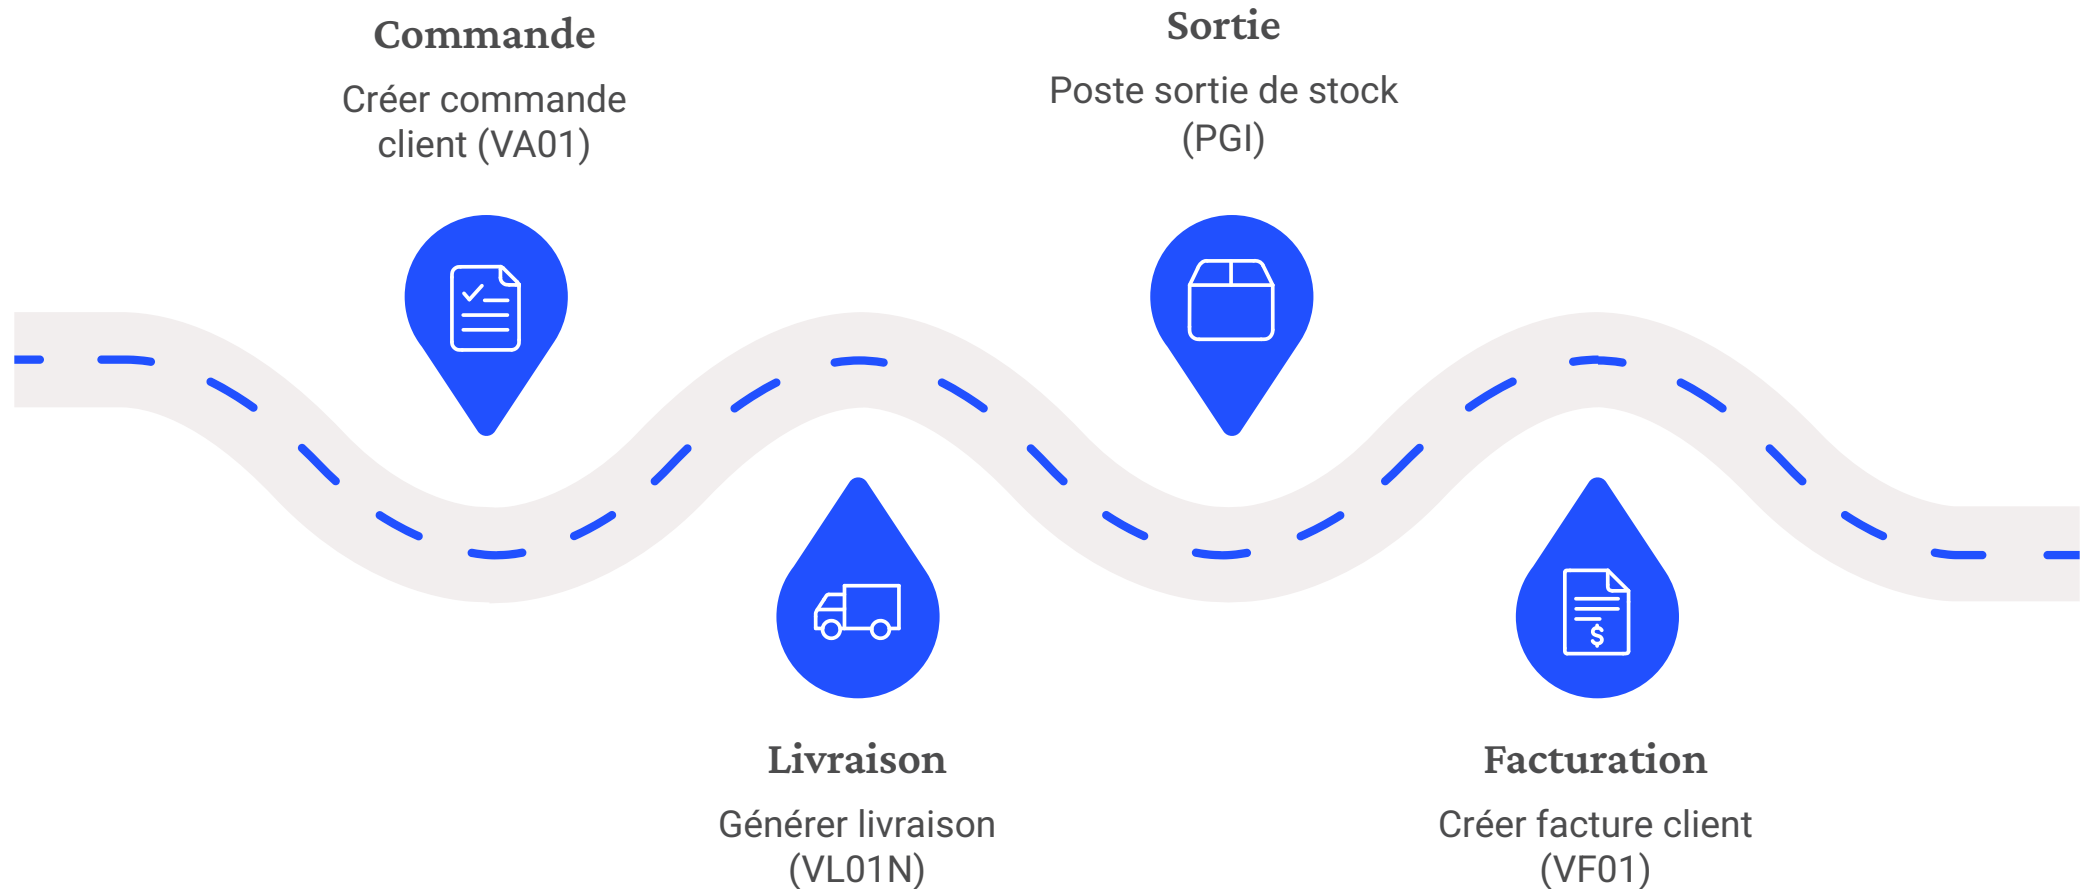 Commande
Créer commande
client (VA01)
Livraison
Générer livraison
(VL01N)
Sortie
Poste sortie de stock
(PGI)
Facturation
Créer facture client
(VF01)
$